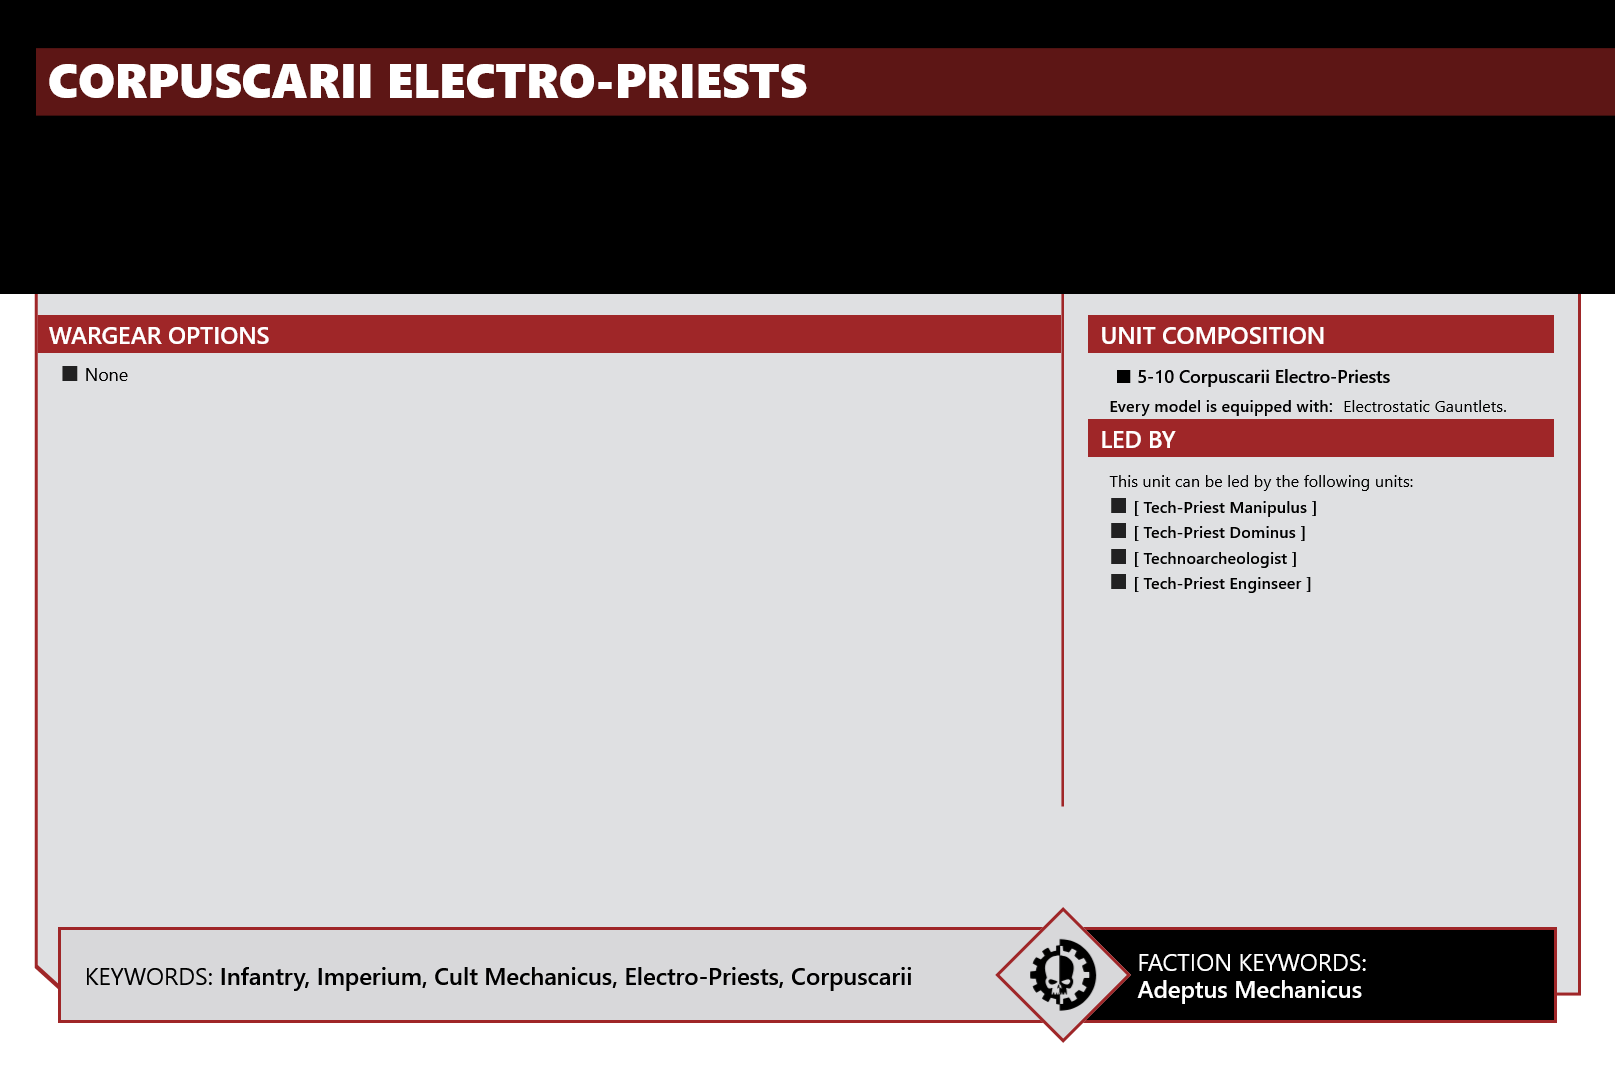 CORPUSCARII ELECTRO-PRIESTS
WARGEAR OPTIONS
None
UNIT COMPOSITION
5-10 Corpuscarii Electro-Priests
Every model is equipped with: Electrostatic Gauntlets.
LED BY
This unit can be led by the following units:
[ Tech-Priest Manipulus ]
[ Tech-Priest Dominus ]
[ Technoarcheologist ]
[ Tech-Priest Enginseer ]
KEYWORDS: Infantry, Imperium, Cult Mechanicus, Electro-Priests, Corpuscarii
FACTION KEYWORDS:
Adeptus Mechanicus